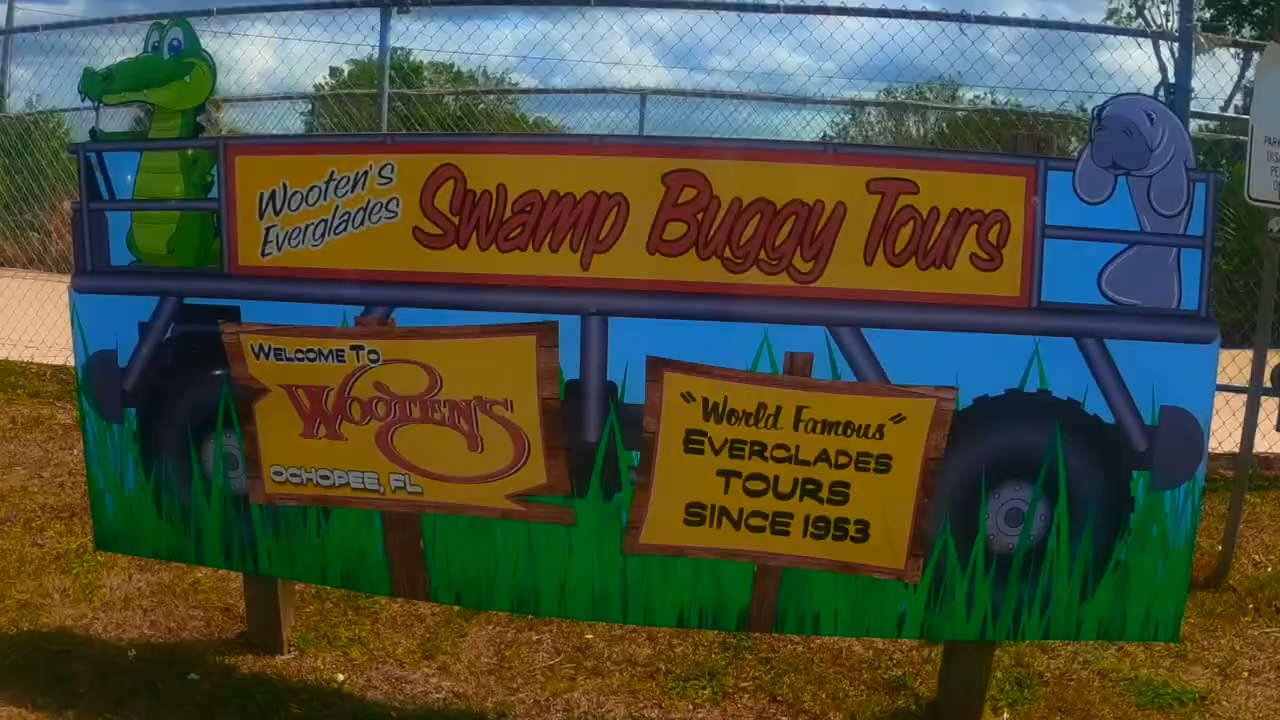 Wooten's
Everglades
Swamp Buggy Tours
WELCOME TO
WOOTEN'S
OCHOPEE, FL
"World Famous"
EVERGLADES
TOURS
SINCE 1953